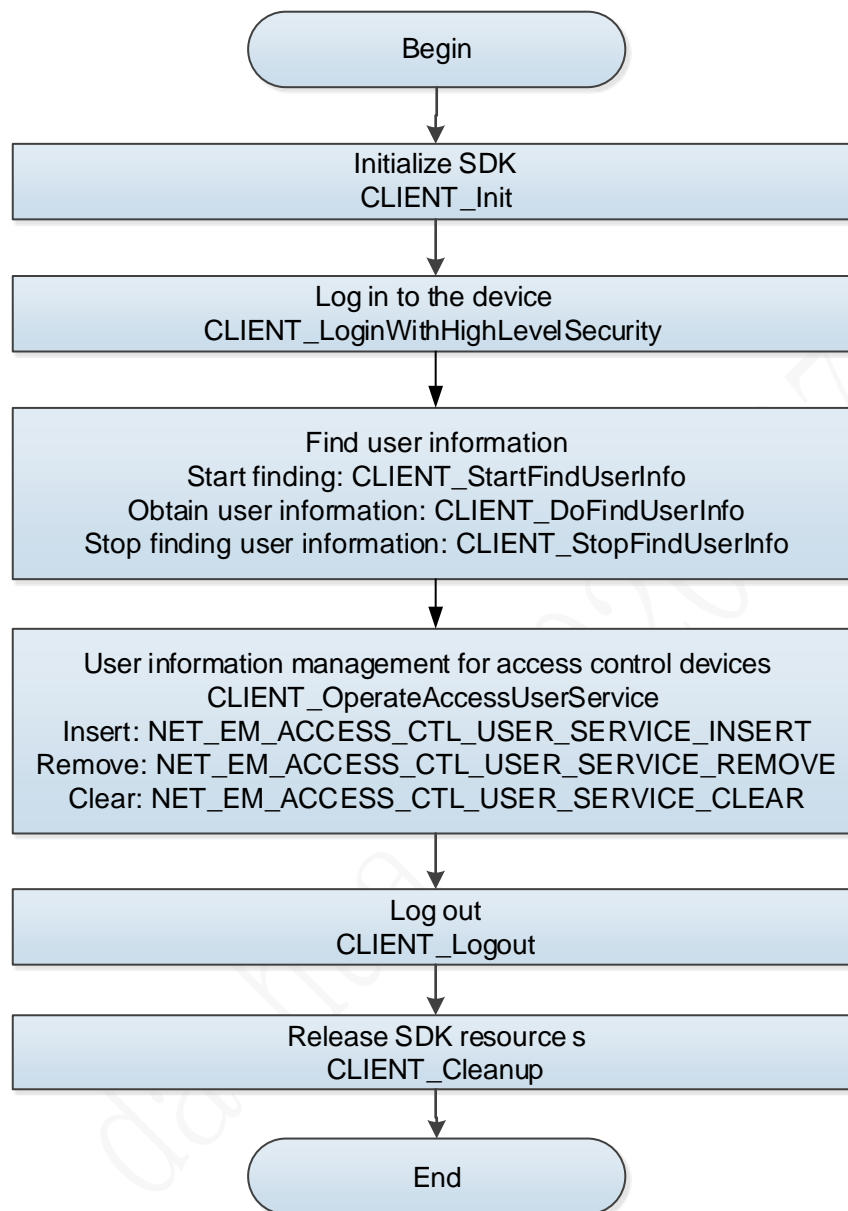 Begin
Initialize SDK
CLIENT_Init
Log in to the device
CLIENT_LoginWithHighLevelSecurity
Find user information
Start finding: CLIENT_StartFindUserInfo
Obtain user information: CLIENT_DoFindUserInfo
Stop finding user information: CLIENT_StopFindUserInfo
User information management for access control devices
CLIENT_OperateAccessUserService
Insert: NET_EM_ACCESS_CTL_USER_SERVICE_INSERT
Remove: NET_EM_ACCESS_CTL_USER_SERVICE_REMOVE
Clear: NET_EM_ACCESS_CTL_USER_SERVICE_CLEAR
Log out
CLIENT_Logout
Release SDK resource s
CLIENT_Cleanup
End